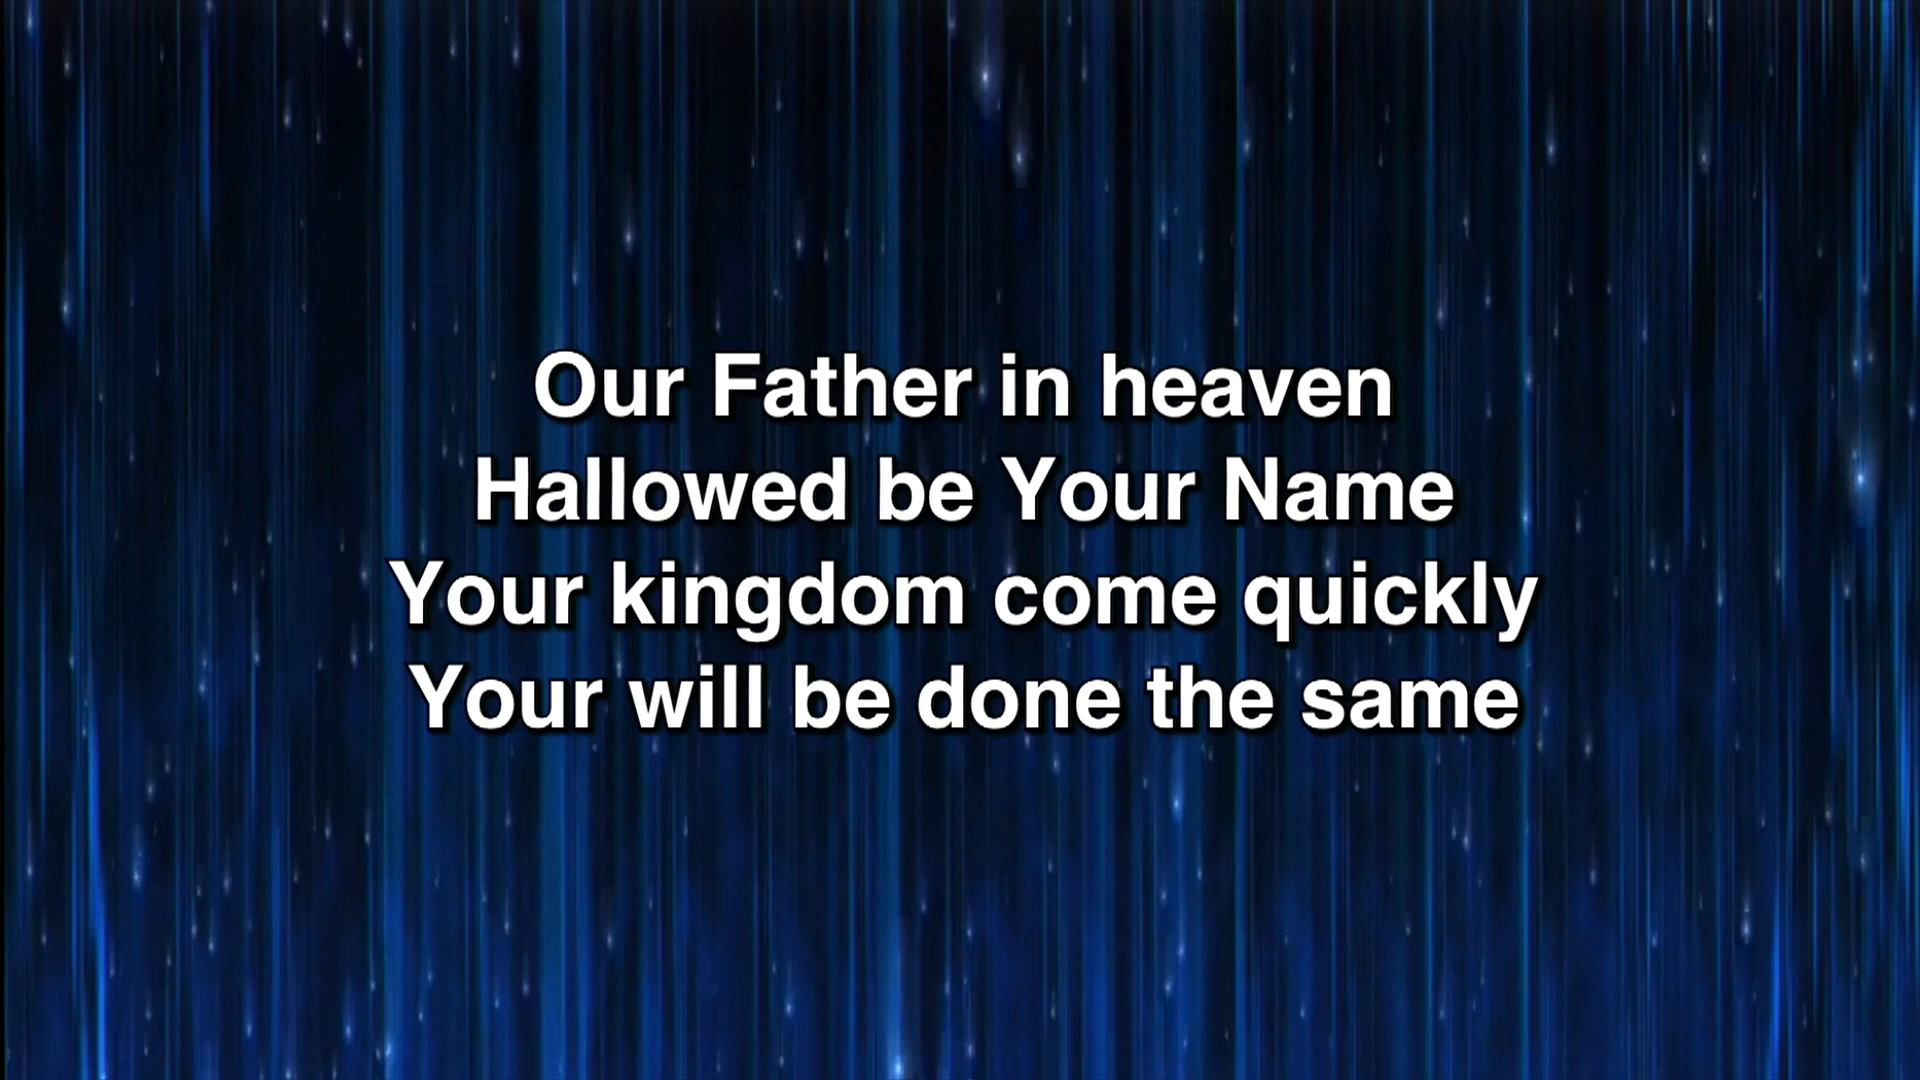 Our Father in heaven
Hallowed be Your Name
Your kingdom come quickly
Your will be done the same